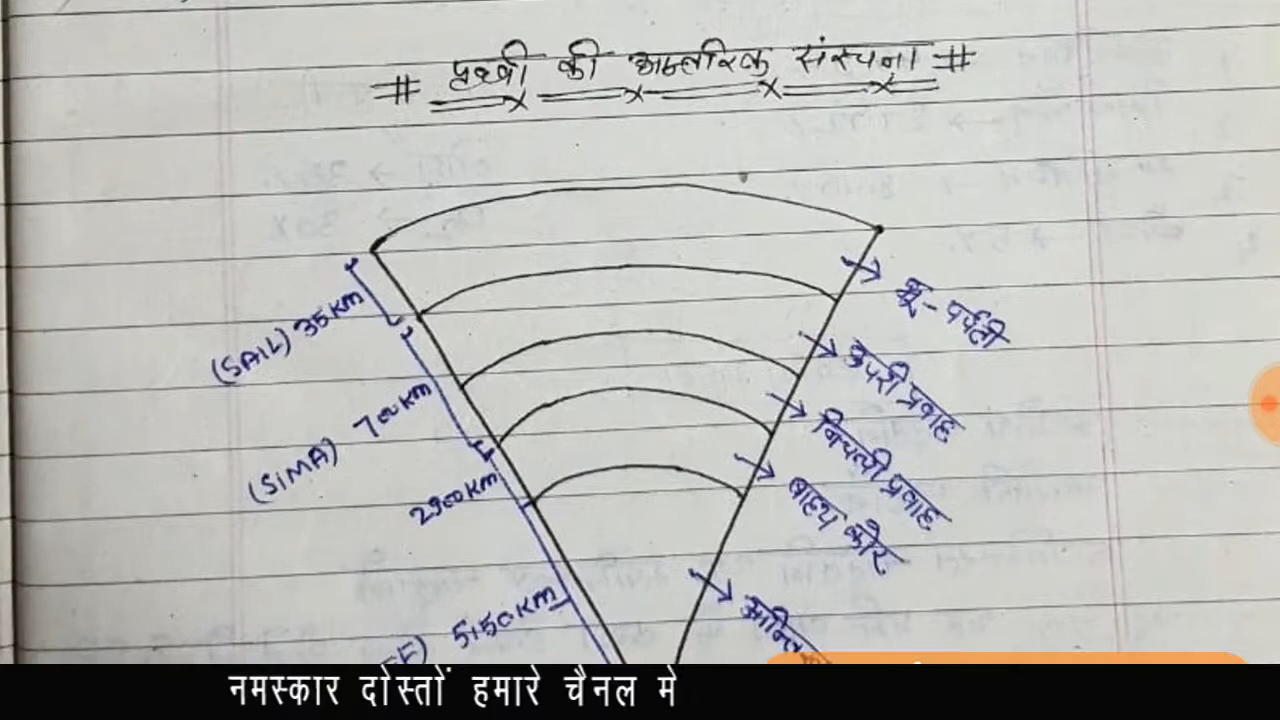 # पृथ्वी की आन्तरिक संरचना #
भू-पर्पटी
(SAIL) 35 KM
ऊपरी प्रवाह
(SIMA) 700 KM
निचली प्रवाह
2900 KM
बाह्य कौर
5150 KM
नमस्कार दोस्तों हमारे चैनल मे